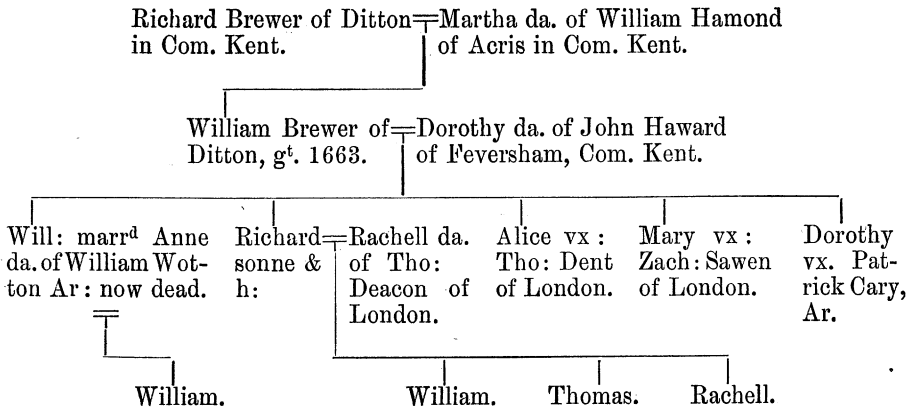 Richard Brewer of Ditton=Martha da. of William Hamond
in Com. Kent. of Acris in Com. Kent.
William Brewer of=Dorothy da. of John Haward
Ditton, gᵗ. 1663. of Feversham, Com. Kent.
Will: marrᵈ Anne
da. of William Wot-
ton Ar: now dead.
Richard=
sonne &
h:
Rachell da.
of Tho:
Deacon of
London.
Alice vx :
Tho: Dent
of London.
Mary vx :
Zach: Sawen
of London.
Dorothy
vx. Pat-
rick Cary,
Ar.
William.
William. Thomas. Rachell.